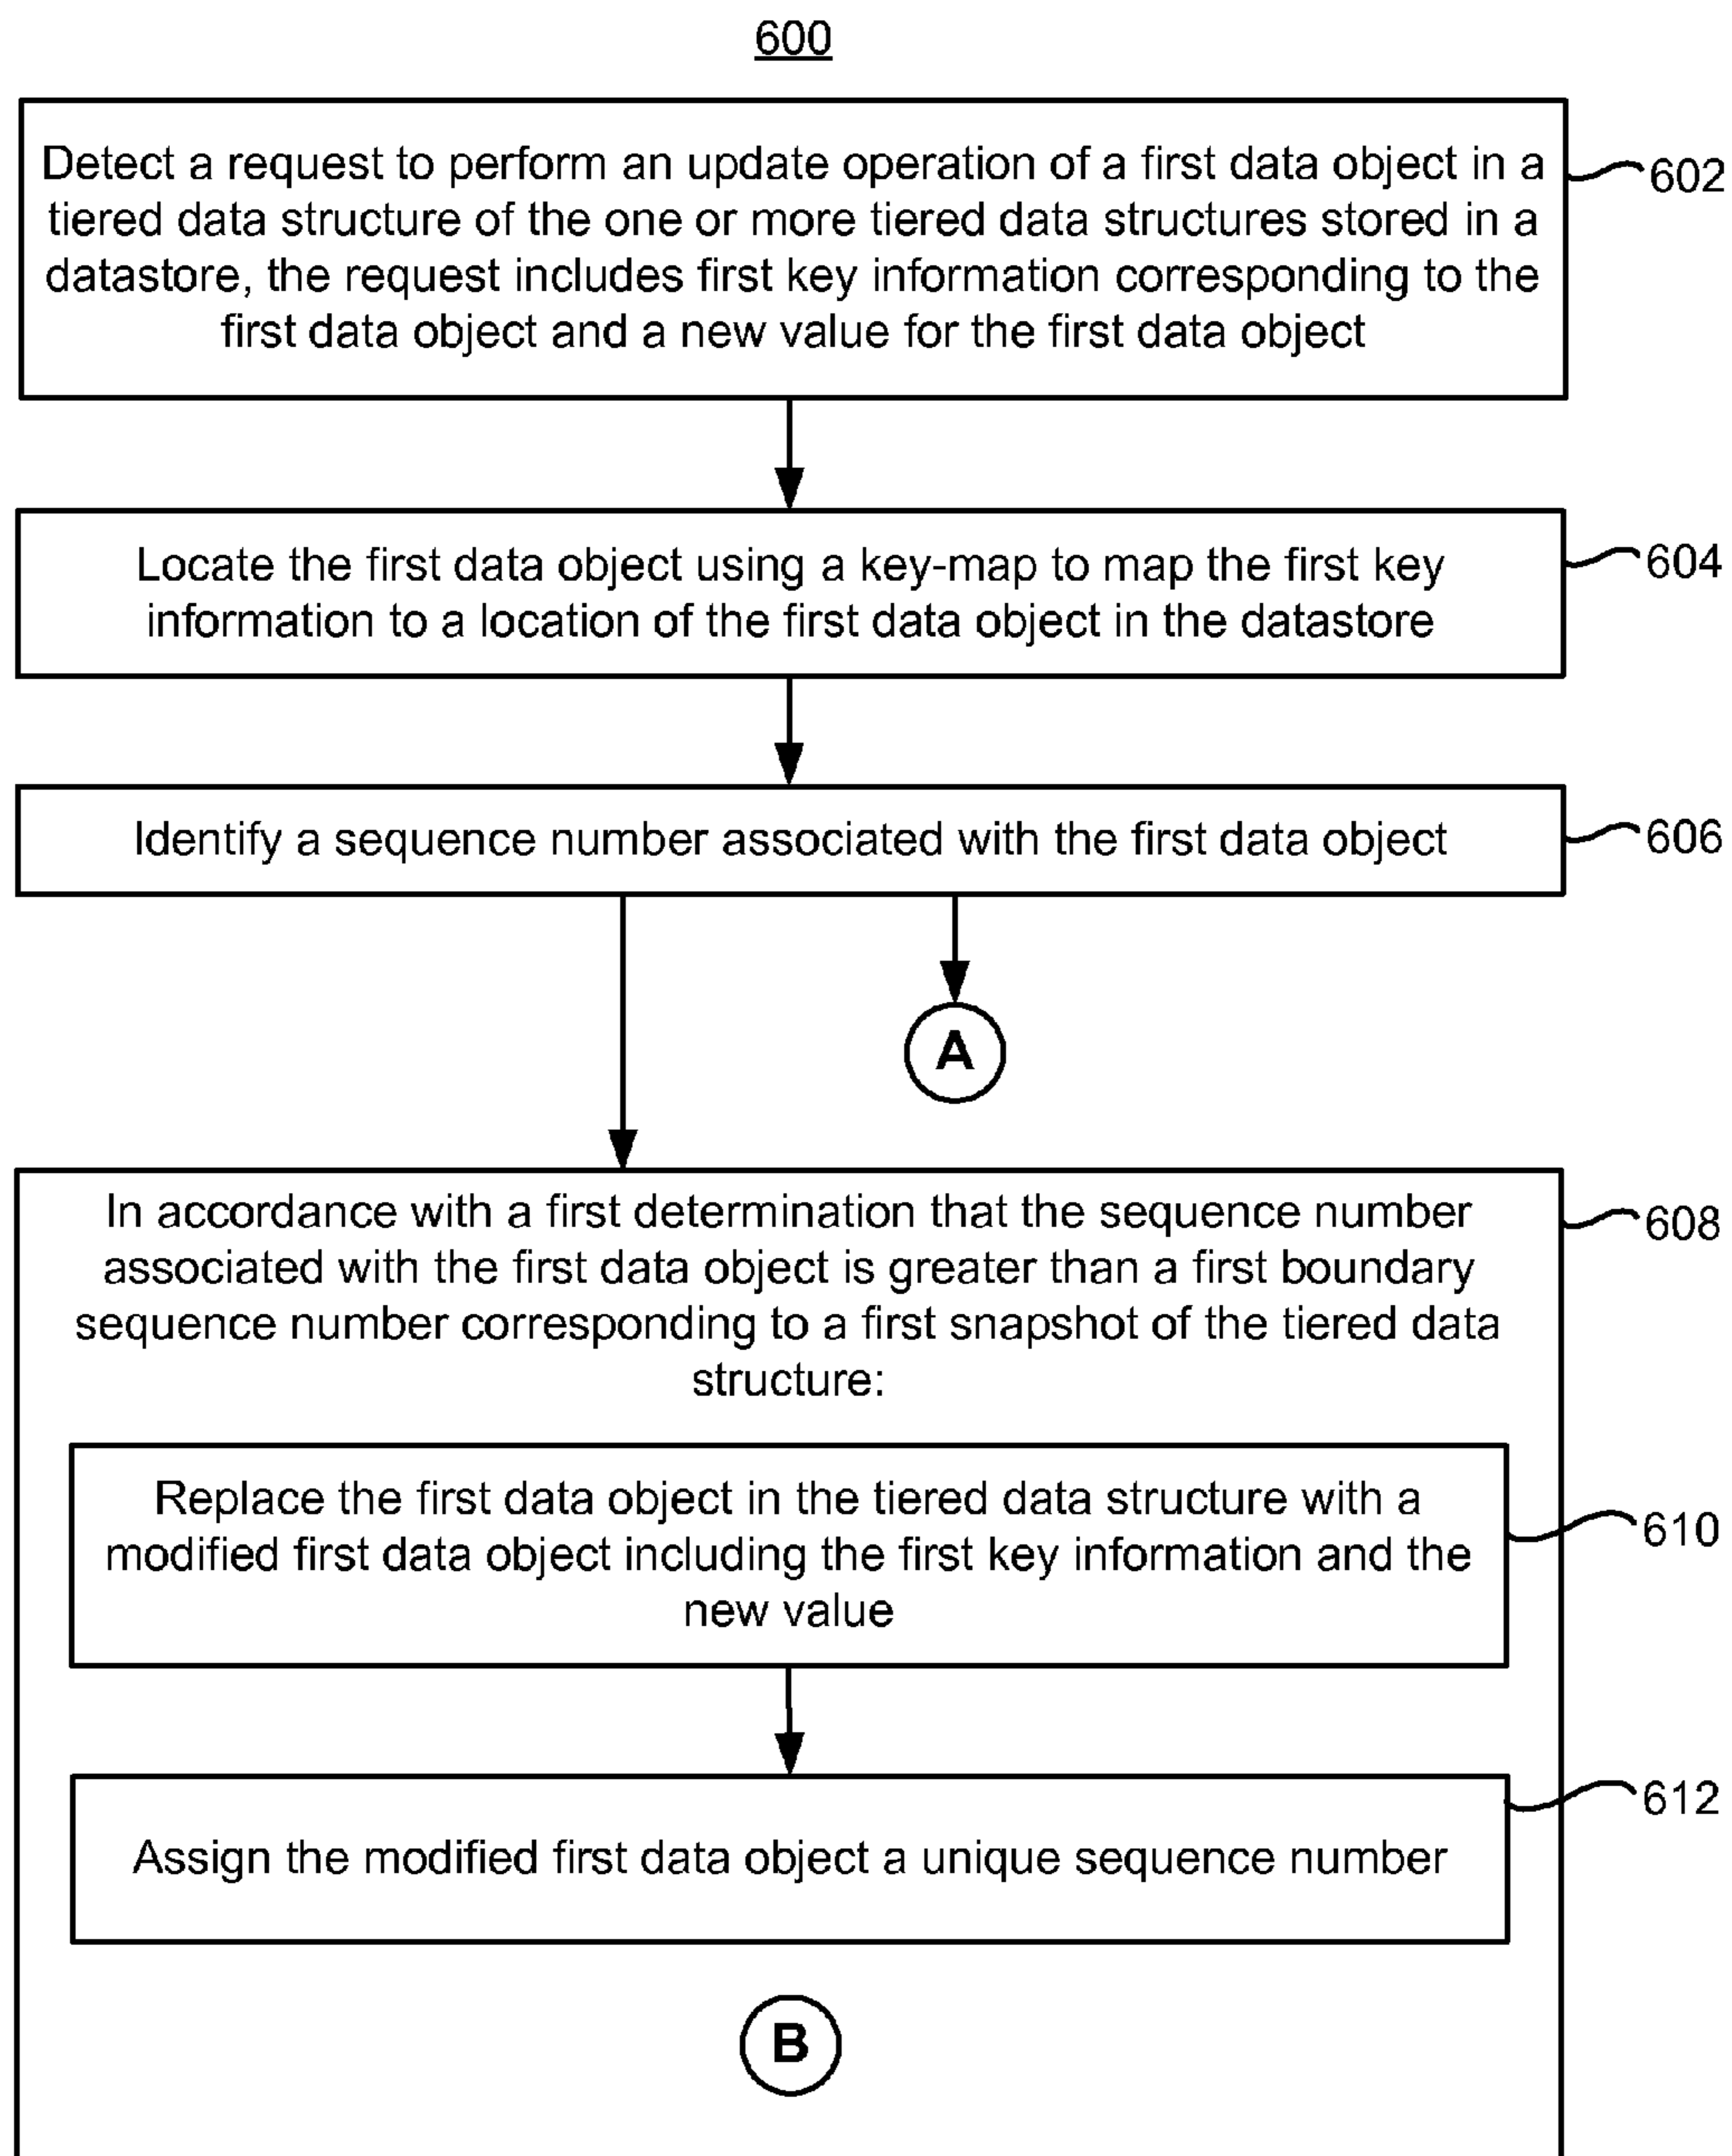 600
Detect a request to perform an update operation of a first data object in a
tiered data structure of the one or more tiered data structures stored in a
datastore, the request includes first key information corresponding to the
first data object and a new value for the first data object
602
Locate the first data object using a key-map to map the first key
information to a location of the first data object in the datastore
604
Identify a sequence number associated with the first data object
606
A
In accordance with a first determination that the sequence number
associated with the first data object is greater than a first boundary
sequence number corresponding to a first snapshot of the tiered data
structure:
608
Replace the first data object in the tiered data structure with a
modified first data object including the first key information and the
new value
610
Assign the modified first data object a unique sequence number
612
B